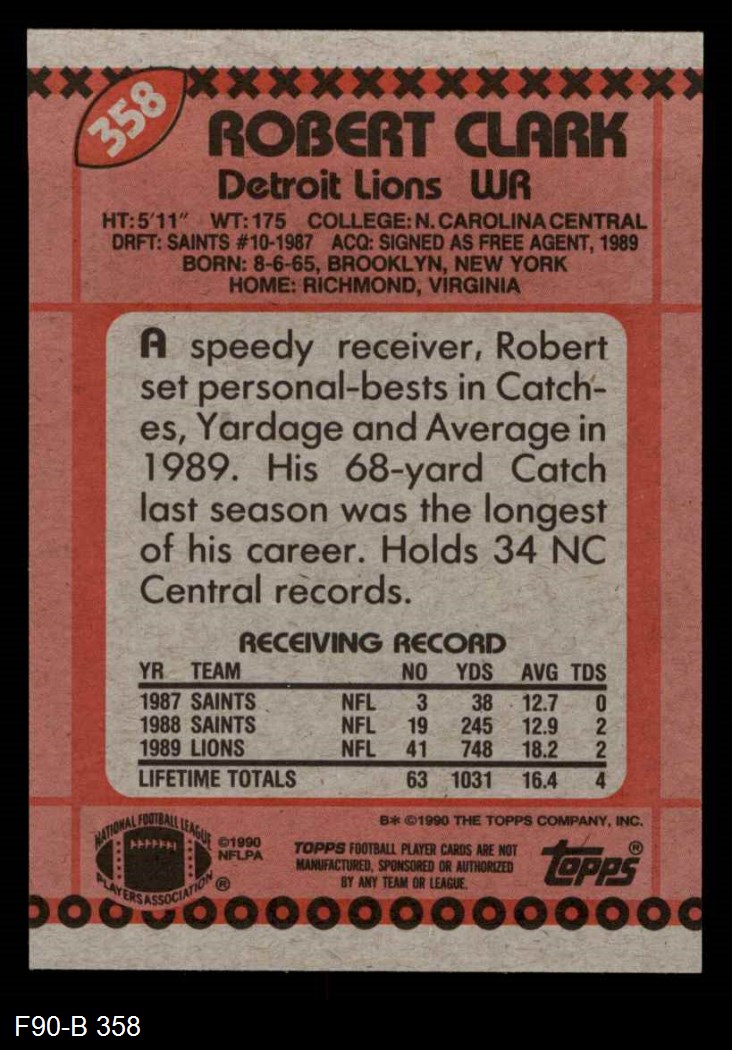 358
ROBERT CLARK
Detroit Lions WR
HT:5'11" WT:175 COLLEGE:N.CAROLINA CENTRAL
DRFT: SAINTS #10-1987 ACQ: SIGNED AS FREE AGENT, 1989
BORN: 8-6-65, BROOKLYN, NEW YORK
HOME: RICHMOND, VIRGINIA
A speedy receiver, Robert
set personal-bests in Catch-
es, Yardage and Average in
1989. His 68-yard Catch
last season was the longest
of his career. Holds 34 NC
Central records.
RECEIVING RECORD
YR TEAM NO YDS AVG TDS
1987 SAINTS NFL 3 38 12.7 0
1988 SAINTS NFL 19 245 12.9 2
1989 LIONS NFL 41 748 18.2 2
LIFETIME TOTALS 63 1031 16.4 4
B* ©1990 THE TOPPS COMPANY, INC.
NATIONAL FOOTBALL LEAGUE
PLAYERS ASSOCIATION ®
©1990
NFLPA
TOPPS FOOTBALL PLAYER CARDS ARE NOT
MANUFACTURED, SPONSORED OR AUTHORIZED
BY ANY TEAM OR LEAGUE.
topps®
F90-B 358